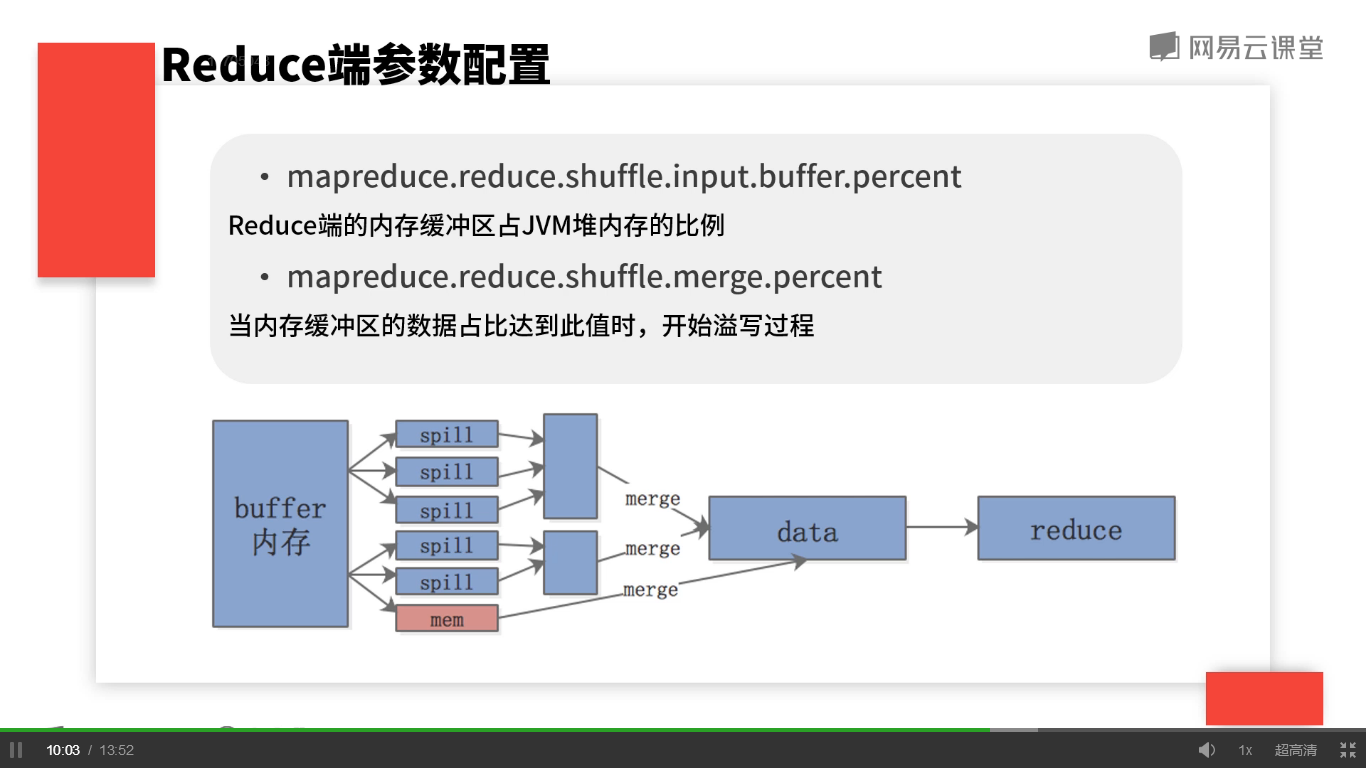 Reduce端参数配置
网易云课堂
• mapreduce.reduce.shuffle.input.buffer.percent
Reduce端的内存缓冲区占JVM堆内存的比例
• mapreduce.reduce.shuffle.merge.percent
当内存缓冲区的数据占比达到此值时，开始溢写过程
buffer
内存
spill
spill
spill
spill
spill
mem
merge
merge
merge
data
reduce
10:03 / 13:52
1x
超高清